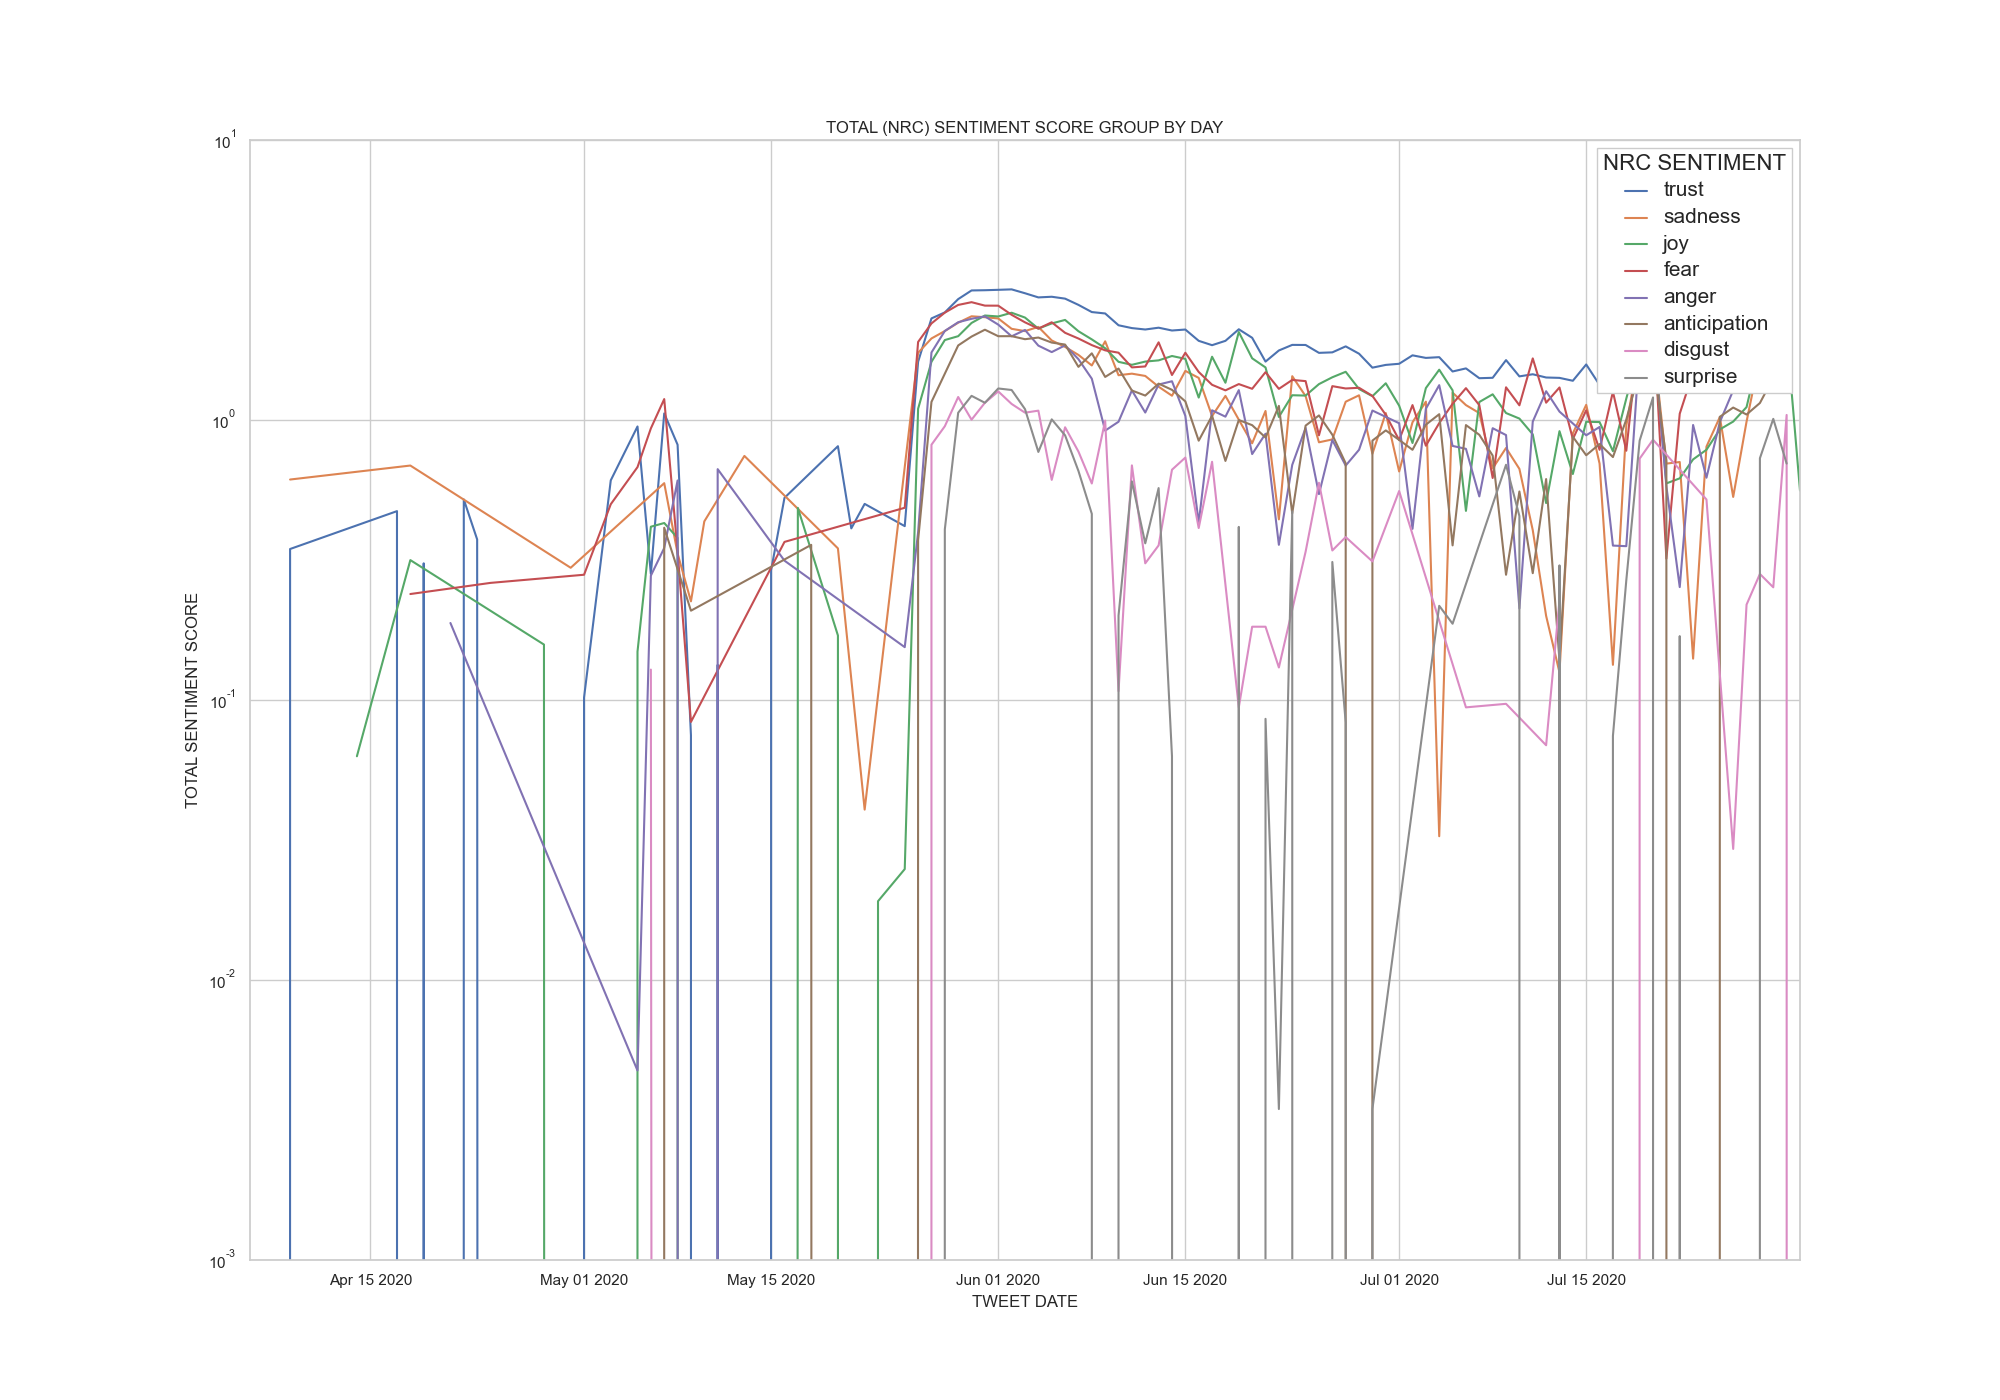 TOTAL (NRC) SENTIMENT SCORE GROUP BY DAY
NRC SENTIMENT
trust
sadness
joy
fear
anger
anticipation
disgust
surprise
TOTAL SENTIMENT SCORE
10^1
10^0
10^-1
10^-2
10^-3
Apr 15 2020 May 01 2020 May 15 2020 Jun 01 2020 Jun 15 2020 Jul 01 2020 Jul 15 2020
TWEET DATE